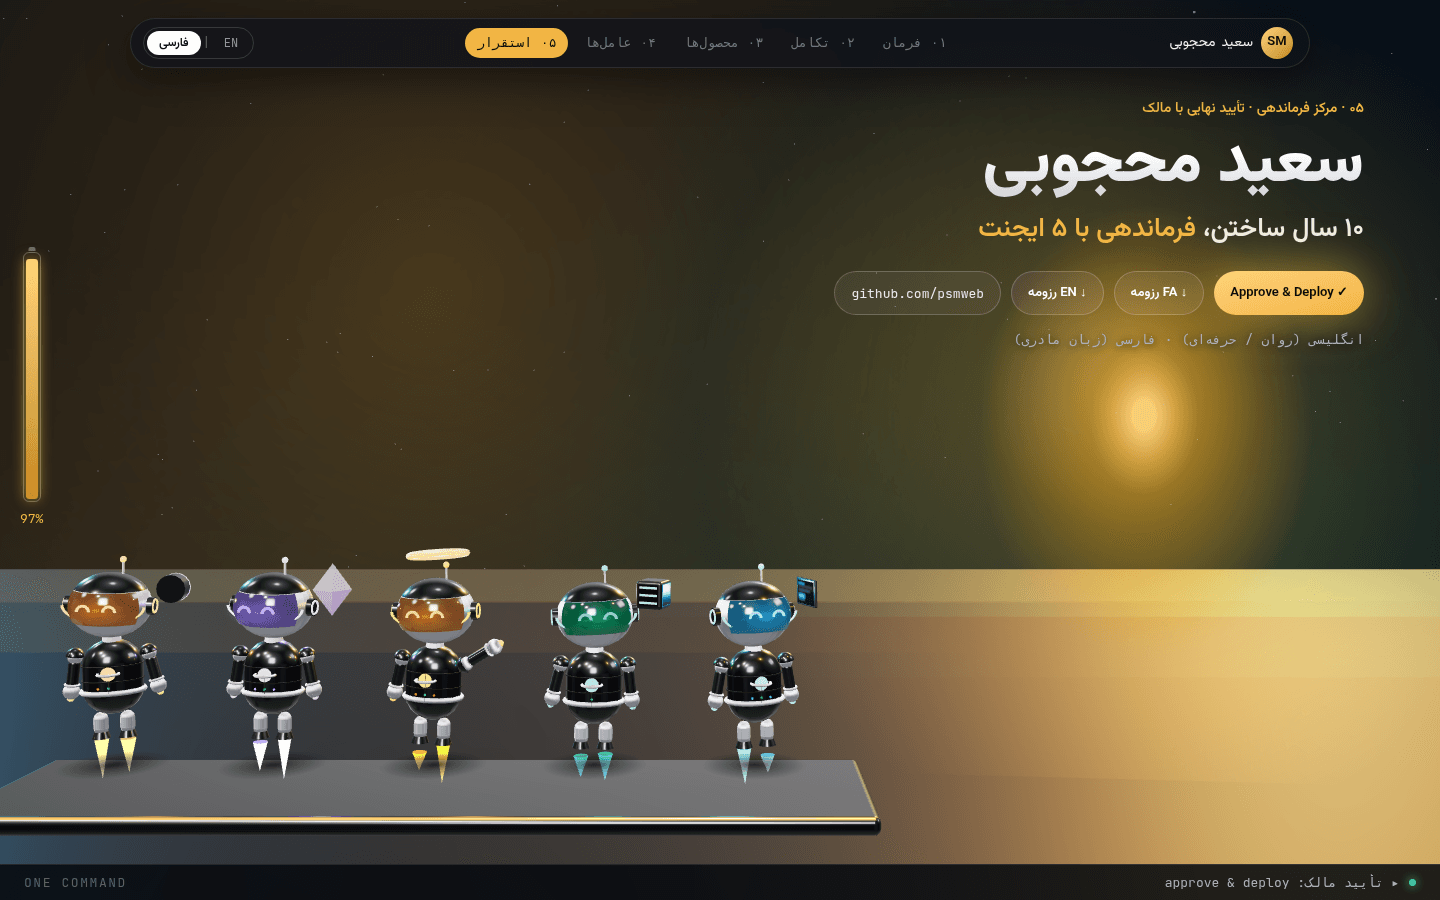 SM سعید محجوبی
۰۱ فرمان
۰۲ تکامل
۰۳ محصول‌ها
۰۴ عامل‌ها
۰۵ استقرار
EN | فارسی
۰۵ · مرکز فرماندهی · تأیید نهایی با مالک
سعید محجوبی
۱۰ سال ساختن، فرماندهی با ۵ ایجنت
Approve & Deploy ✓
↓ FA رزومه
↓ EN رزومه
github.com/psmweb
انگلیسی (روان / حرفه‌ای) · فارسی (زبان مادری)
97%
▸ تأیید مالک: approve & deploy
ONE COMMAND